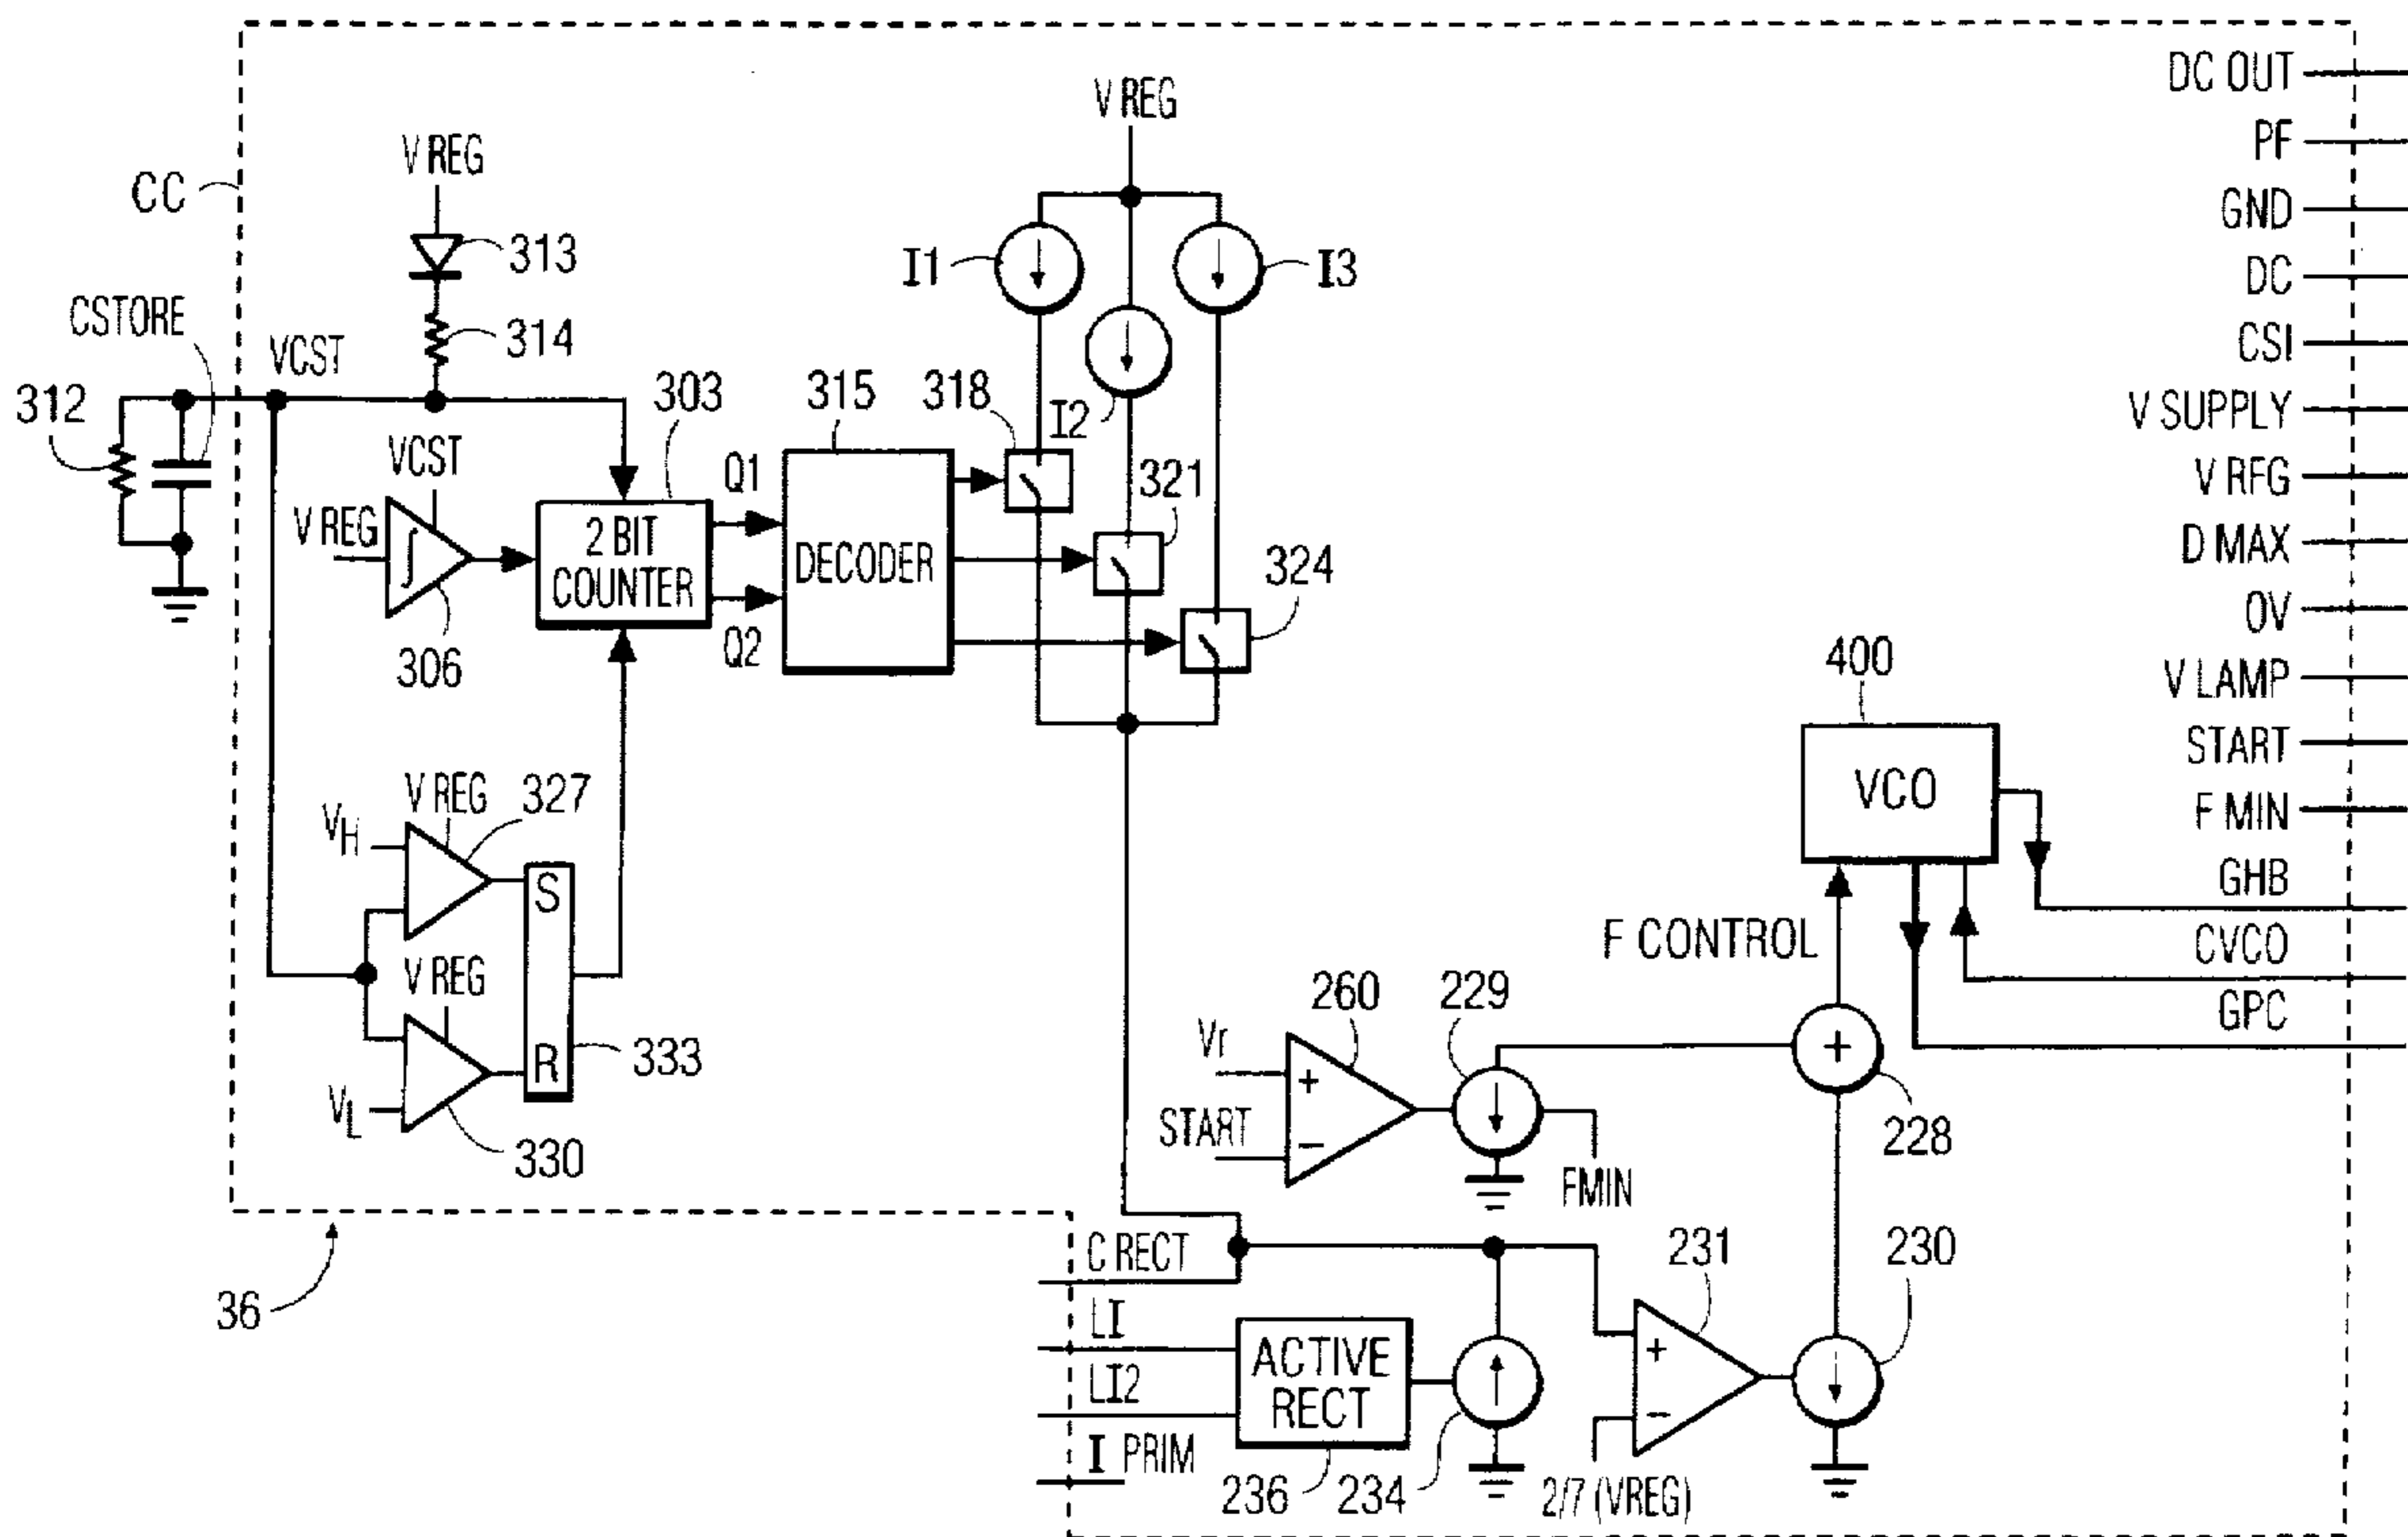 DC OUT
PF
V REG
GND
V REG
CC
313
I1
I3
DC
CSTORE
VCST
314
CSI
312
303
315
318
I2
V SUPPLY
VCST
Q1
321
V REG
V RFG
2 BIT
COUNTER
DECODER
D MAX
324
306
Q2
OV
400
V LAMP
START
V REG
327
VCO
VH
F MIN
S
GHB
F CONTROL
CVCO
V REG
260
229
GPC
Vr
+
+
R
333
START
−
228
VL
330
FMIN
C RECT
231
230
36
LI
ACTIVE
RECT
+
LI2
−
I PRIM
236
234
2/7 (VREG)